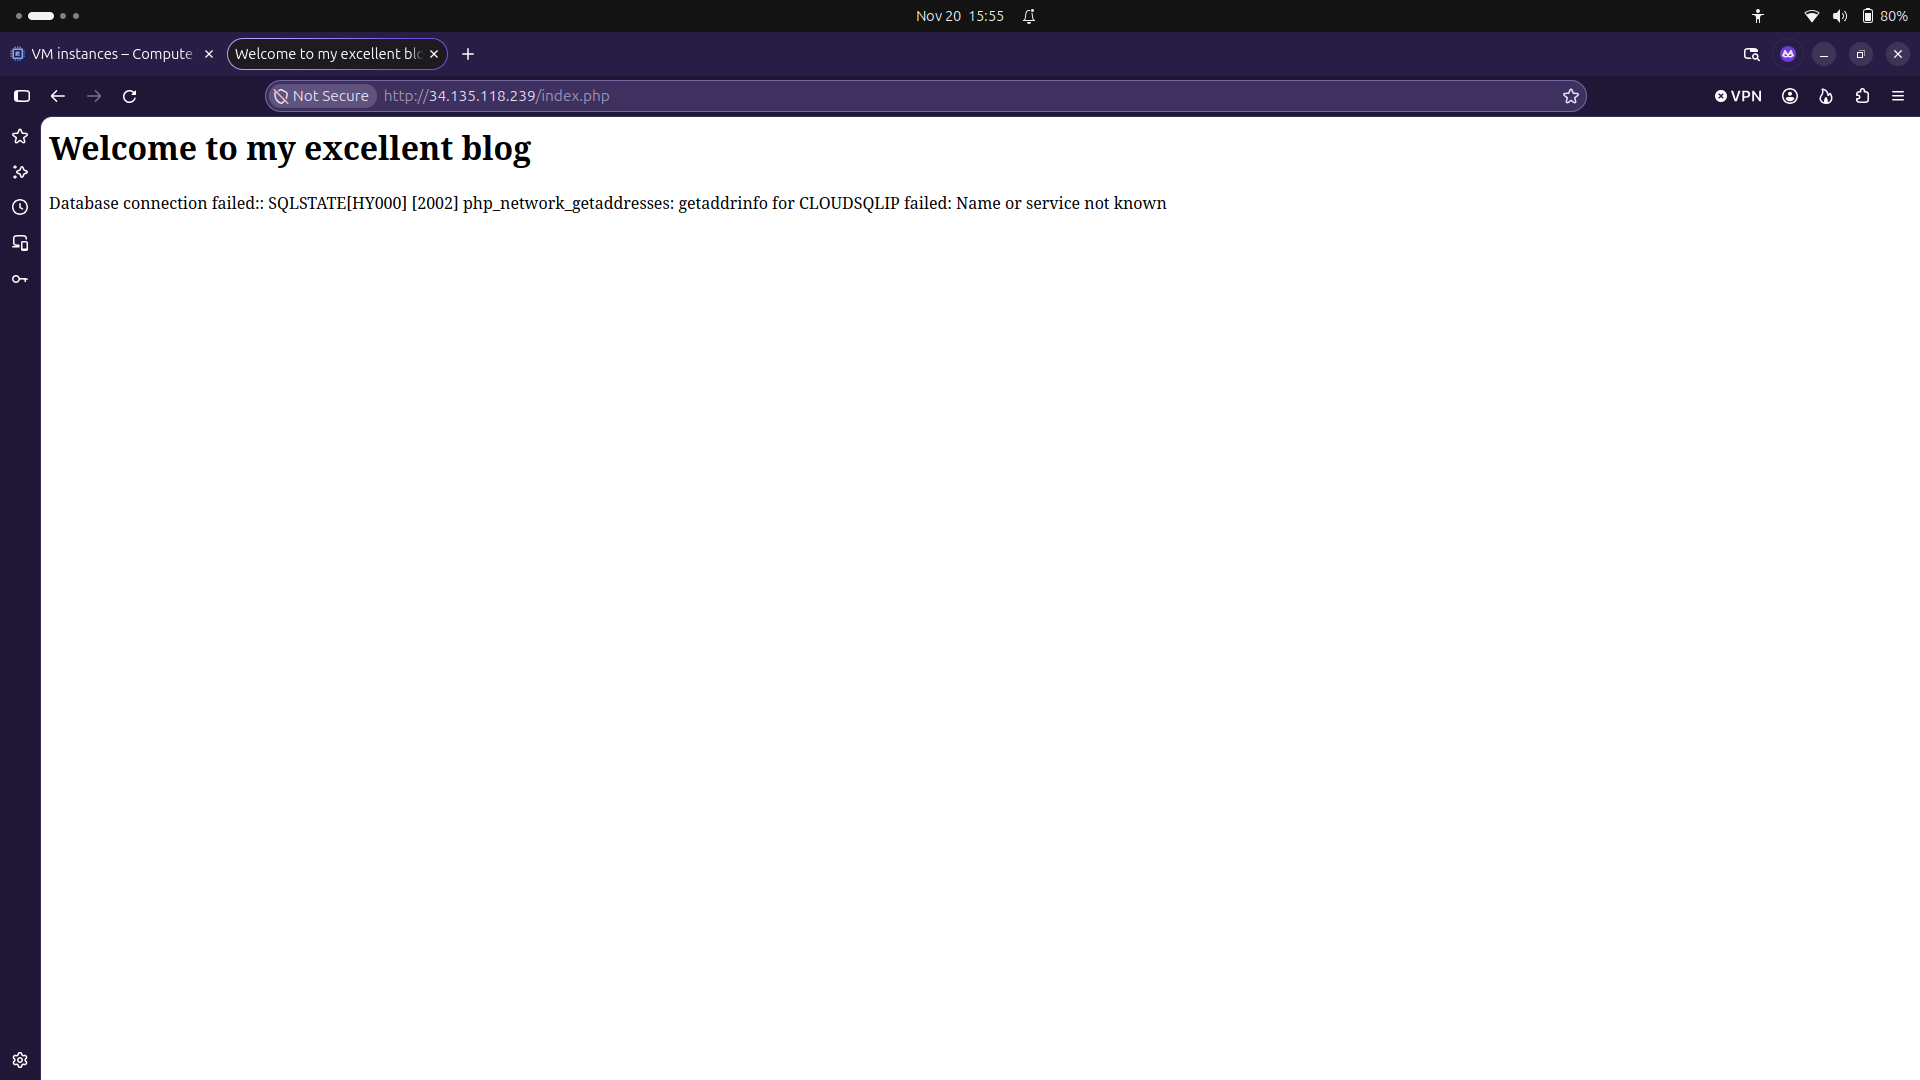 Nov 20 15:55
80%
VM instances – Compute
Welcome to my excellent blo
Not Secure
http://34.135.118.239/index.php
VPN
Welcome to my excellent blog
Database connection failed:: SQLSTATE[HY000] [2002] php_network_getaddresses: getaddrinfo for CLOUDSQLIP failed: Name or service not known